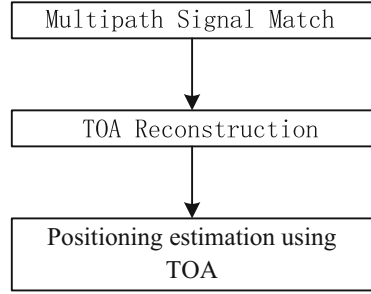 Multipath Signal Match
TOA Reconstruction
Positioning estimation using
TOA